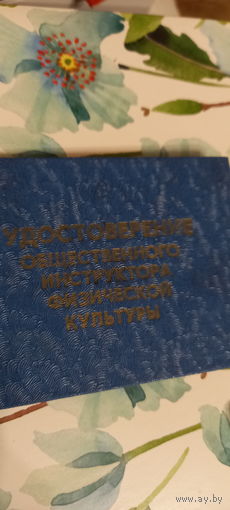 УДОСТОВЕРЕНИЕ
ОБЩЕСТВЕННОГО
ИНСТРУКТОРА
ФИЗИЧЕСКОЙ
КУЛЬТУРЫ
www.ay.by